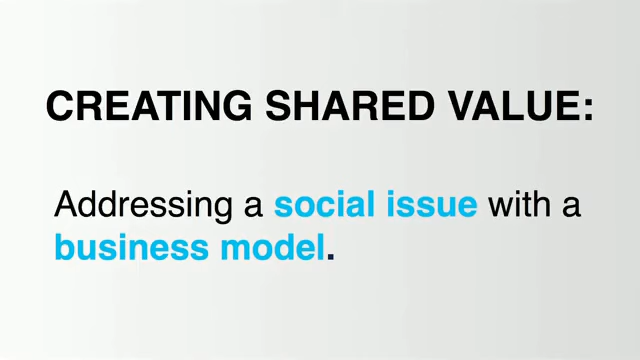 CREATING SHARED VALUE:
Addressing a social issue with a
business model.